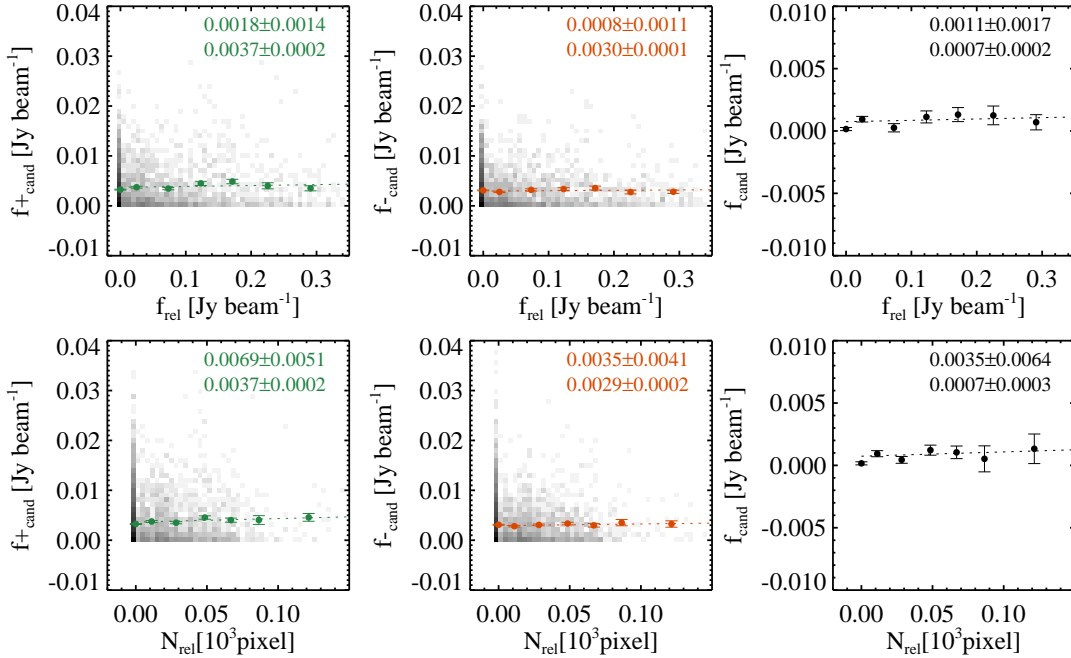 0.0018±0.0014
0.0037±0.0002
0.04
0.03
0.02
0.01
0.00
-0.01
f+cand [Jy beam-1]
0.0 0.1 0.2 0.3
frel [Jy beam-1]
0.0008±0.0011
0.0030±0.0001
0.04
0.03
0.02
0.01
0.00
-0.01
f-cand [Jy beam-1]
0.0 0.1 0.2 0.3
frel [Jy beam-1]
0.0011±0.0017
0.0007±0.0002
0.010
0.005
0.000
-0.005
-0.010
fcand [Jy beam-1]
0.0 0.1 0.2 0.3
frel [Jy beam-1]
0.0069±0.0051
0.0037±0.0002
0.04
0.03
0.02
0.01
0.00
-0.01
f+cand [Jy beam-1]
0.00 0.05 0.10
Nrel[103pixel]
0.0035±0.0041
0.0029±0.0002
0.04
0.03
0.02
0.01
0.00
-0.01
f-cand [Jy beam-1]
0.00 0.05 0.10
Nrel[103pixel]
0.0035±0.0064
0.0007±0.0003
0.010
0.005
0.000
-0.005
-0.010
fcand [Jy beam-1]
0.00 0.05 0.10
Nrel[103pixel]